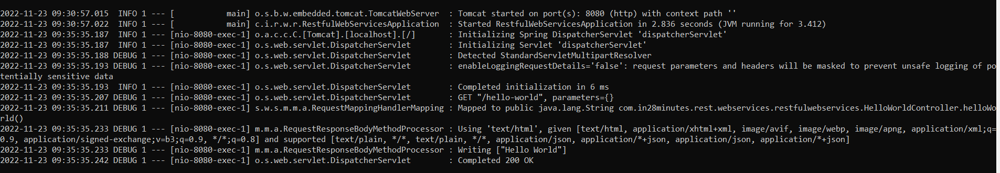 2022-11-23 09:30:57.015  INFO 1 --- [           main] o.s.b.w.embedded.tomcat.TomcatWebServer  : Tomcat started on port(s): 8080 (http) with context path ''
2022-11-23 09:30:57.022  INFO 1 --- [           main] c.i.r.w.r.RestfulWebServicesApplication  : Started RestfulWebServicesApplication in 2.836 seconds (JVM running for 3.412)
2022-11-23 09:35:35.187  INFO 1 --- [nio-8080-exec-1] o.a.c.c.C.[Tomcat].[localhost].[/]       : Initializing Spring DispatcherServlet 'dispatcherServlet'
2022-11-23 09:35:35.187  INFO 1 --- [nio-8080-exec-1] o.s.web.servlet.DispatcherServlet        : Initializing Servlet 'dispatcherServlet'
2022-11-23 09:35:35.188 DEBUG 1 --- [nio-8080-exec-1] o.s.web.servlet.DispatcherServlet        : Detected StandardServletMultipartResolver
2022-11-23 09:35:35.193 DEBUG 1 --- [nio-8080-exec-1] o.s.web.servlet.DispatcherServlet        : enableLoggingRequestDetails='false': request parameters and headers will be masked to prevent unsafe logging of po
tentially sensitive data
2022-11-23 09:35:35.193  INFO 1 --- [nio-8080-exec-1] o.s.web.servlet.DispatcherServlet        : Completed initialization in 6 ms
2022-11-23 09:35:35.207 DEBUG 1 --- [nio-8080-exec-1] o.s.web.servlet.DispatcherServlet        : GET "/hello-world", parameters={}
2022-11-23 09:35:35.211 DEBUG 1 --- [nio-8080-exec-1] s.w.s.m.m.a.RequestMappingHandlerMapping : Mapped to public java.lang.String com.in28minutes.rest.webservices.restfulwebservices.HelloWorldController.helloWo
rld()
2022-11-23 09:35:35.233 DEBUG 1 --- [nio-8080-exec-1] m.m.a.RequestResponseBodyMethodProcessor : Using 'text/html', given [text/html, application/xhtml+xml, image/avif, image/webp, image/apng, application/xml;q=
0.9, application/signed-exchange;v=b3;q=0.9, */*;q=0.8] and supported [text/plain, */*, text/plain, */*, application/json, application/*+json, application/json, application/*+json]
2022-11-23 09:35:35.233 DEBUG 1 --- [nio-8080-exec-1] m.m.a.RequestResponseBodyMethodProcessor : Writing ["Hello World"]
2022-11-23 09:35:35.242 DEBUG 1 --- [nio-8080-exec-1] o.s.web.servlet.DispatcherServlet        : Completed 200 OK